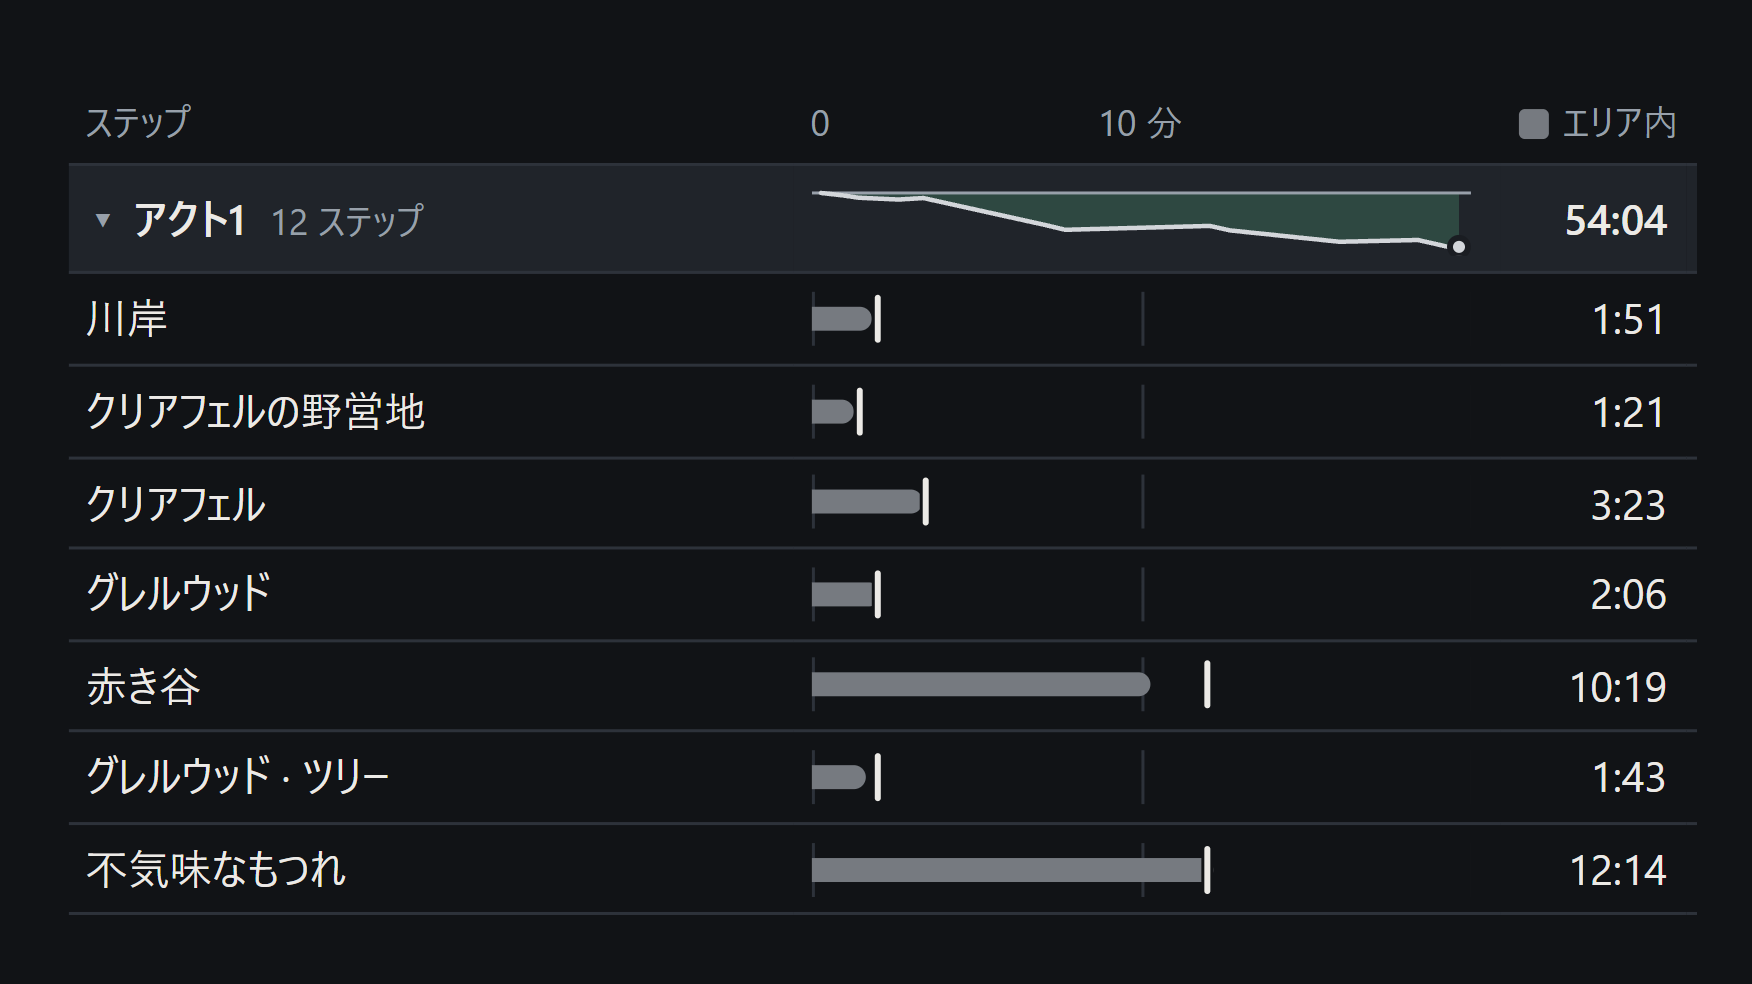 ステップ 0 10 分 エリア内
▼ アクト1 12 ステップ 54:04
川岸 1:51
クリアフェルの野営地 1:21
クリアフェル 3:23
グレルウッド 2:06
赤き谷 10:19
グレルウッド · ツリー 1:43
不気味なもつれ 12:14